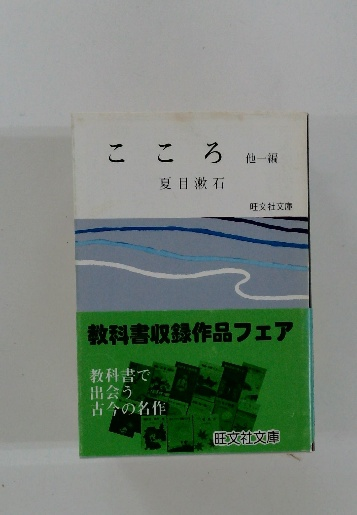 こころ 他一編
夏目漱石
旺文社文庫
教科書収録作品フェア
教科書で
出会う
古今の名作
旺文社文庫